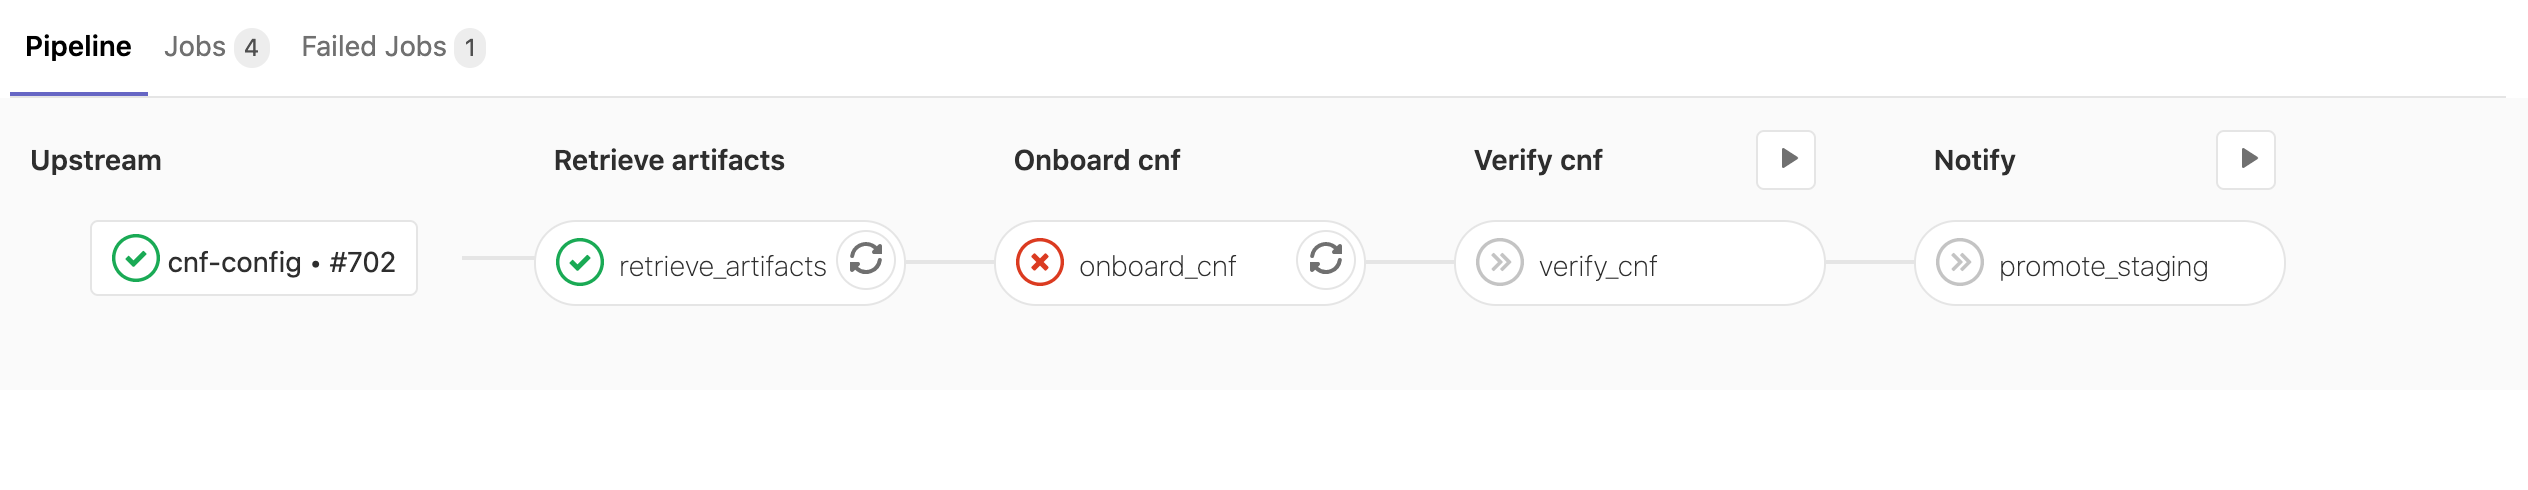 Pipeline Jobs 4 Failed Jobs 1
Upstream Retrieve artifacts Onboard cnf Verify cnf Notify
cnf-config • #702 retrieve_artifacts onboard_cnf verify_cnf promote_staging